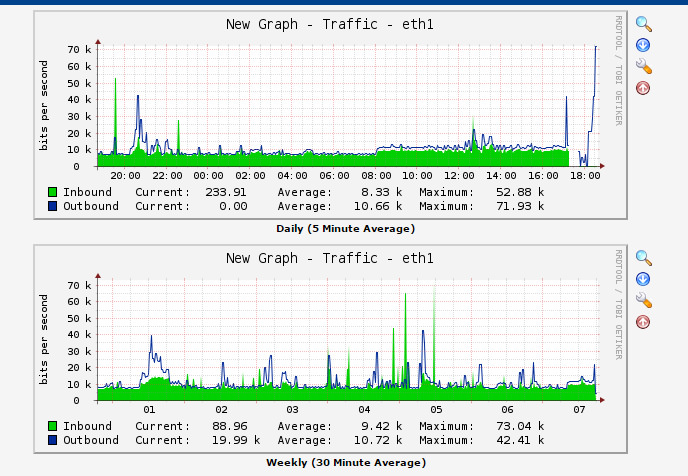 New Graph - Traffic - eth1
RRDTOOL / TOBI OETIKER
bits per second
70 k
60 k
50 k
40 k
30 k
20 k
10 k
0
20:00 22:00 00:00 02:00 04:00 06:00 08:00 10:00 12:00 14:00 16:00 18:00
Inbound Current: 233.91 Average: 8.33 k Maximum: 52.88 k
Outbound Current: 0.00 Average: 10.66 k Maximum: 71.93 k
Daily (5 Minute Average)
New Graph - Traffic - eth1
RRDTOOL / TOBI OETIKER
bits per second
70 k
60 k
50 k
40 k
30 k
20 k
10 k
0
01 02 03 04 05 06 07
Inbound Current: 88.96 Average: 9.42 k Maximum: 73.04 k
Outbound Current: 19.99 k Average: 10.72 k Maximum: 42.41 k
Weekly (30 Minute Average)